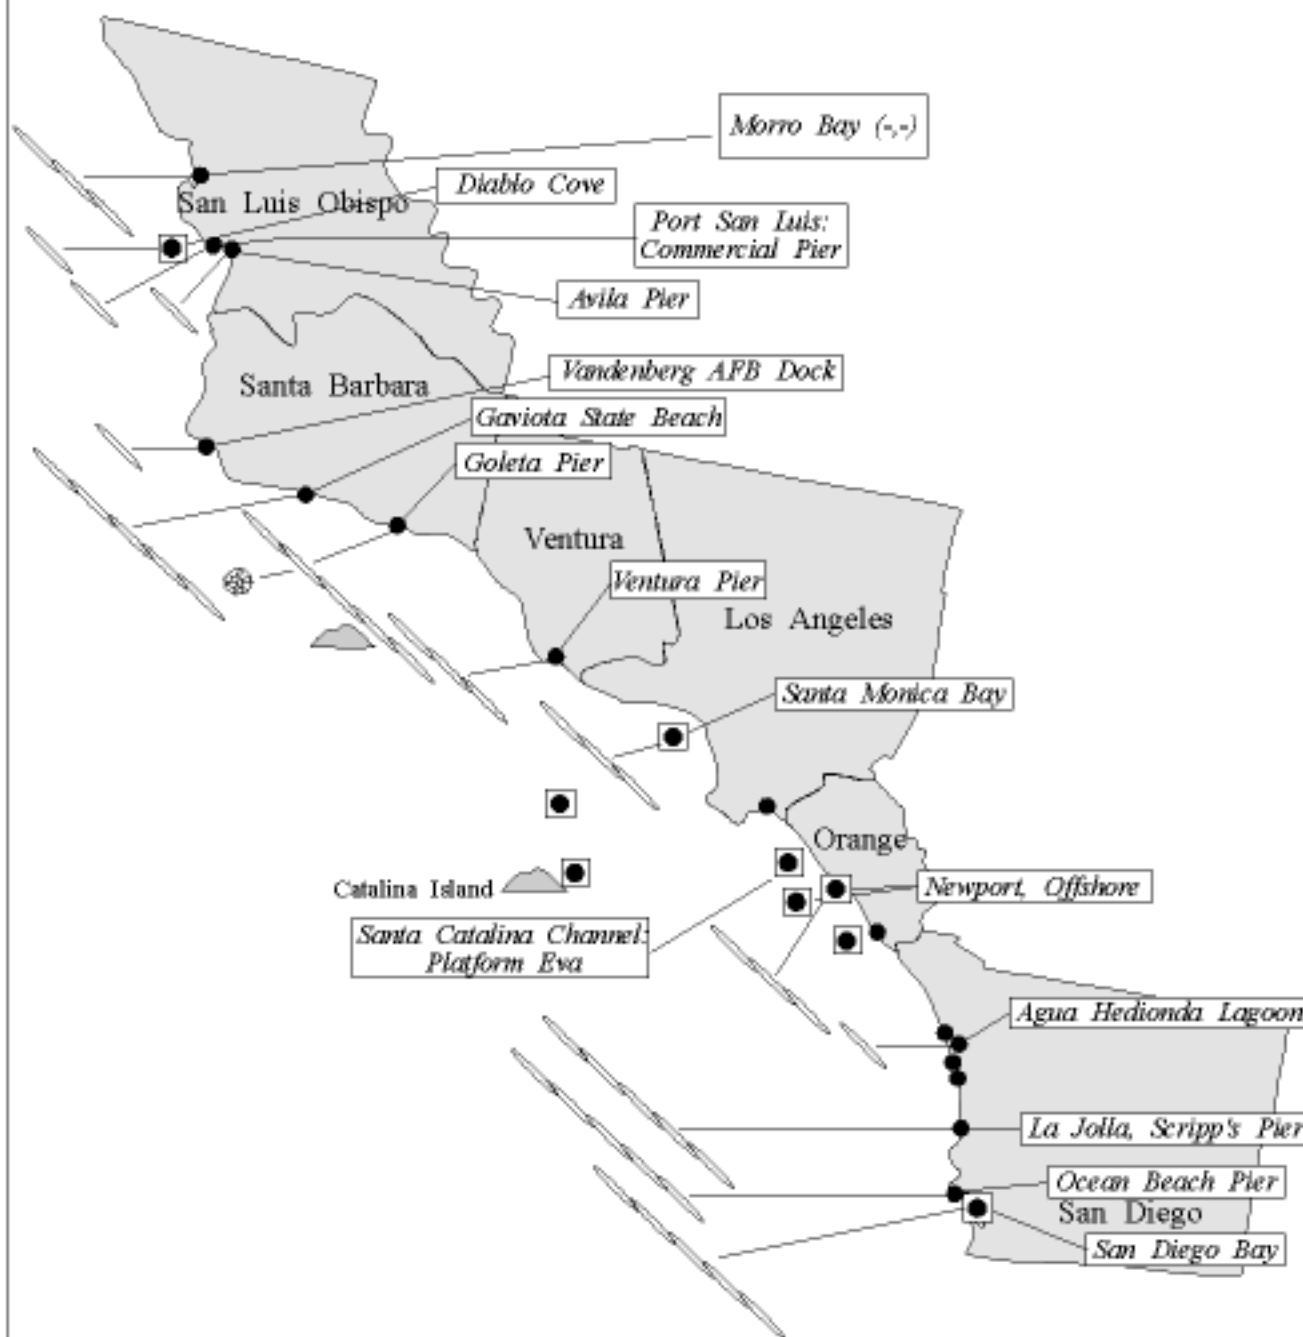 Morro Bay (-,-)
Diablo Cove
San Luis Obispo
Port San Luis:
Commercial Pier
Avila Pier
Vandenberg AFB Dock
Santa Barbara
Gaviota State Beach
Goleta Pier
Ventura
Ventura Pier
Los Angeles
Santa Monica Bay
Orange
Catalina Island
Newport, Offshore
Santa Catalina Channel:
Platform Eva
Agua Hedionda Lagoon
La Jolla, Scripp's Pier
Ocean Beach Pier
San Diego
San Diego Bay